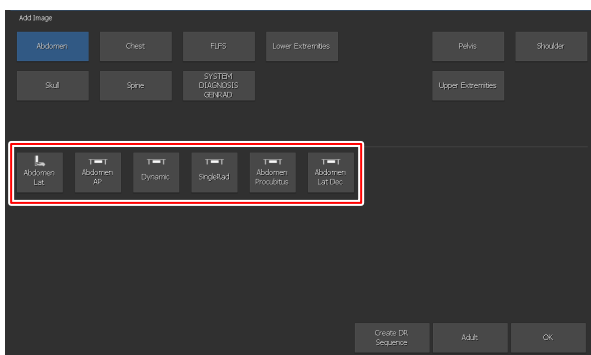 Add Image
Abdomen
Chest
FLFS
Lower Extremities
Pelvis
Shoulder
Skull
Spine
SYSTEM
DIAGNOSIS
GENRAD
Upper Extremities
Abdomen
Lat
Abdomen
AP
Dynamic
SingleRad
Abdomen
Procubitus
Abdomen
Lat Dec
Create DR
Sequence
Adult
OK